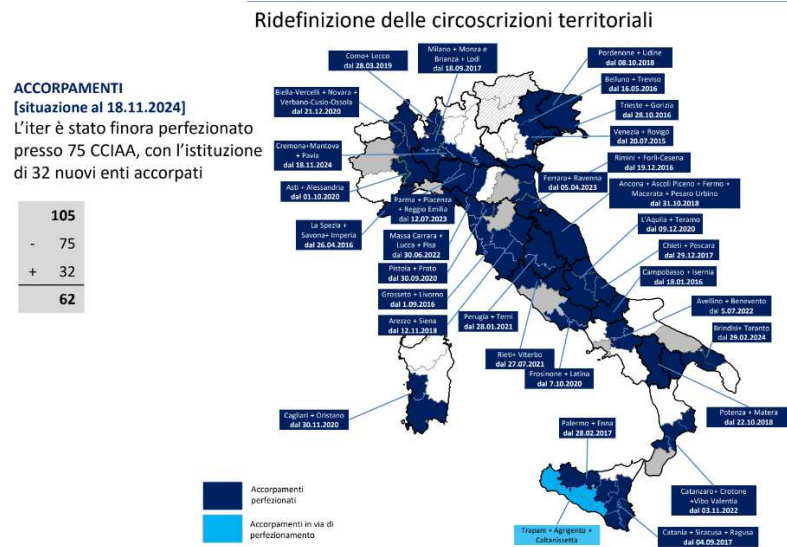 Ridefinizione delle circoscrizioni territoriali
ACCORPAMENTI
[situazione al 18.11.2024]
L'iter è stato finora perfezionato
presso 75 CCIAA, con l'istituzione
di 32 nuovi enti accorpati
105
- 75
+ 32
62
Como+ Lecco
dal 28.03.2019
Milano + Monza e
Brianza + Lodi
dal 18.09.2017
Pordenone + Udine
dal 08.10.2018
Biella-Vercelli + Novara +
Verbano-Cusio-Ossola
dal 21.12.2020
Belluno + Treviso
dal 16.05.2016
Trieste + Gorizia
dal 28.10.2016
Cremona+Mantova
+ Pavia
dal 18.11.2024
Venezia + Rovigo
dal 20.07.2015
Rimini + Forlì-Cesena
dal 19.12.2016
Asti + Alessandria
dal 01.10.2020
Parma + Piacenza
+ Reggio Emilia
dal 12.07.2023
Ferrara+ Ravenna
dal 05.04.2023
Ancona + Ascoli Piceno + Fermo +
Macerata + Pesaro Urbino
dal 31.10.2018
La Spezia +
Savona+ Imperia
dal 26.04.2016
Massa Carrara +
Lucca + Pisa
dal 30.06.2022
L'Aquila + Teramo
dal 09.12.2020
Pistoia + Prato
dal 30.09.2020
Chieti + Pescara
dal 29.12.2017
Grosseto + Livorno
dal 1.09.2016
Campobasso + Isernia
dal 18.01.2016
Arezzo + Siena
dal 12.11.2018
Perugia + Terni
dal 28.01.2021
Avellino + Benevento
dal 5.07.2022
Brindisi+ Taranto
dal 29.02.2024
Rieti+ Viterbo
dal 27.07.2021
Frosinone + Latina
dal 7.10.2020
Cagliari + Oristano
dal 30.11.2020
Potenza + Matera
dal 22.10.2018
Palermo + Enna
dal 28.02.2017
Catanzaro + Crotone
+Vibo Valentia
dal 03.11.2022
Trapani + Agrigento +
Caltanissetta
Catania + Siracusa + Ragusa
dal 04.09.2017
Accorpamenti
perfezionati
Accorpamenti in via di
perfezionamento